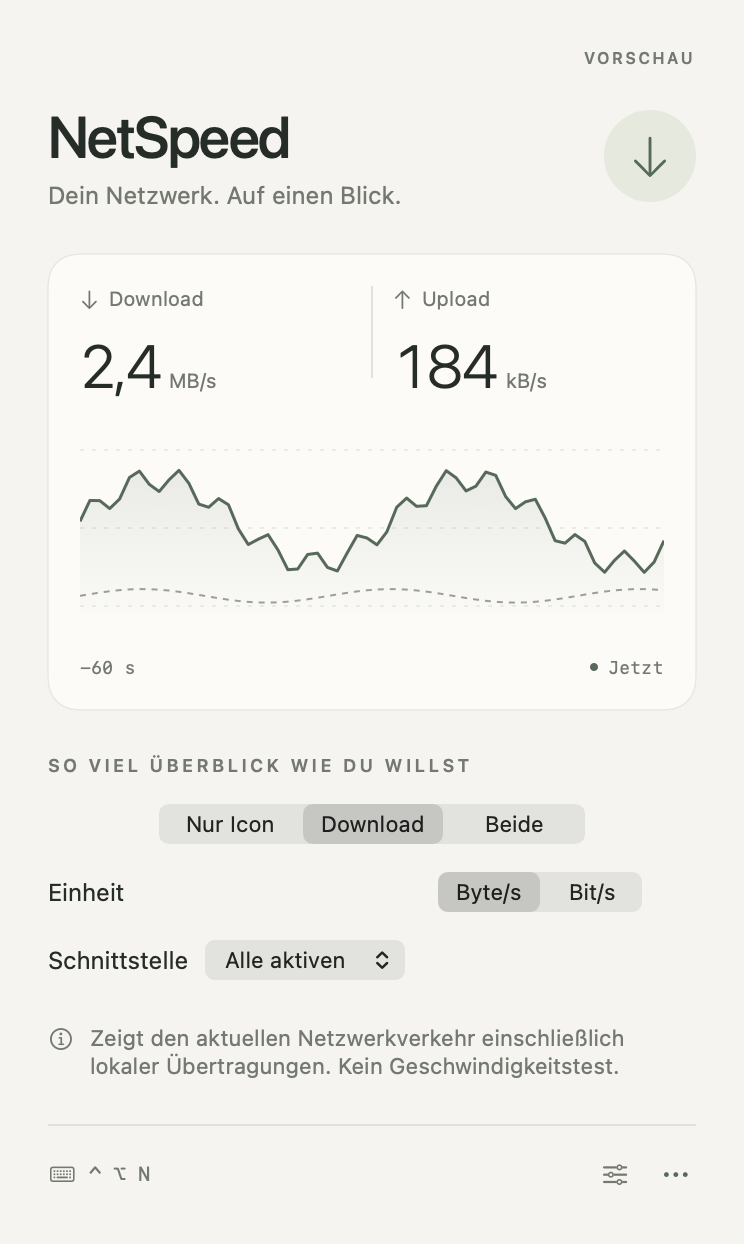 VORSCHAU
NetSpeed
Dein Netzwerk. Auf einen Blick.
↓ Download
2,4 MB/s
↑ Upload
184 kB/s
−60 s
Jetzt
SO VIEL ÜBERBLICK WIE DU WILLST
Nur Icon Download Beide
Einheit Byte/s Bit/s
Schnittstelle Alle aktiven
Zeigt den aktuellen Netzwerkverkehr einschließlich
lokaler Übertragungen. Kein Geschwindigkeitstest.
^ ⌥ N